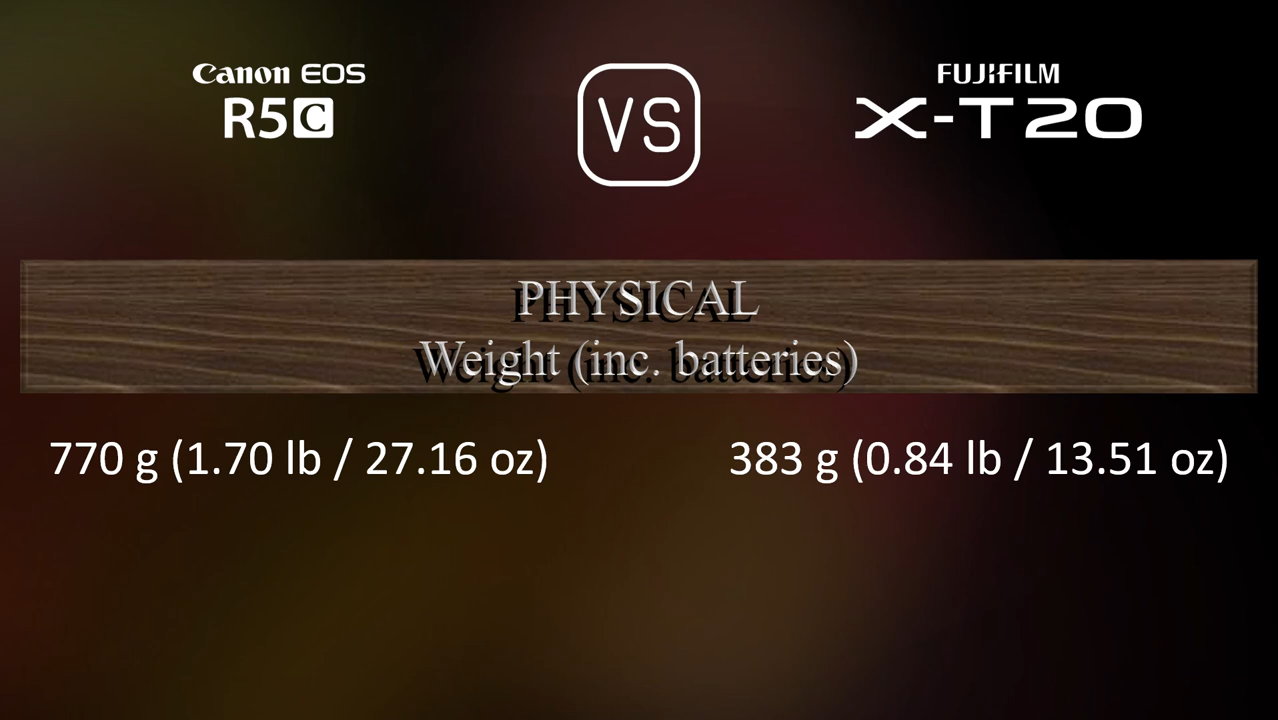 Canon EOS
R5 C
VS
FUJIFILM
X-T20
PHYSICAL
Weight (inc. batteries)
770 g (1.70 lb / 27.16 oz)
383 g (0.84 lb / 13.51 oz)